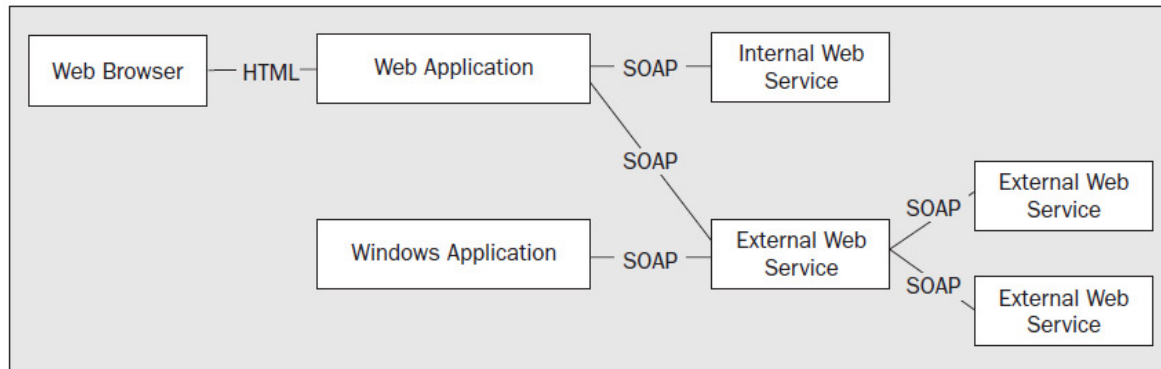 Web Browser
HTML
Web Application
SOAP
Internal Web
Service
SOAP
External Web
Service
SOAP
Windows Application
SOAP
External Web
Service
SOAP
External Web
Service